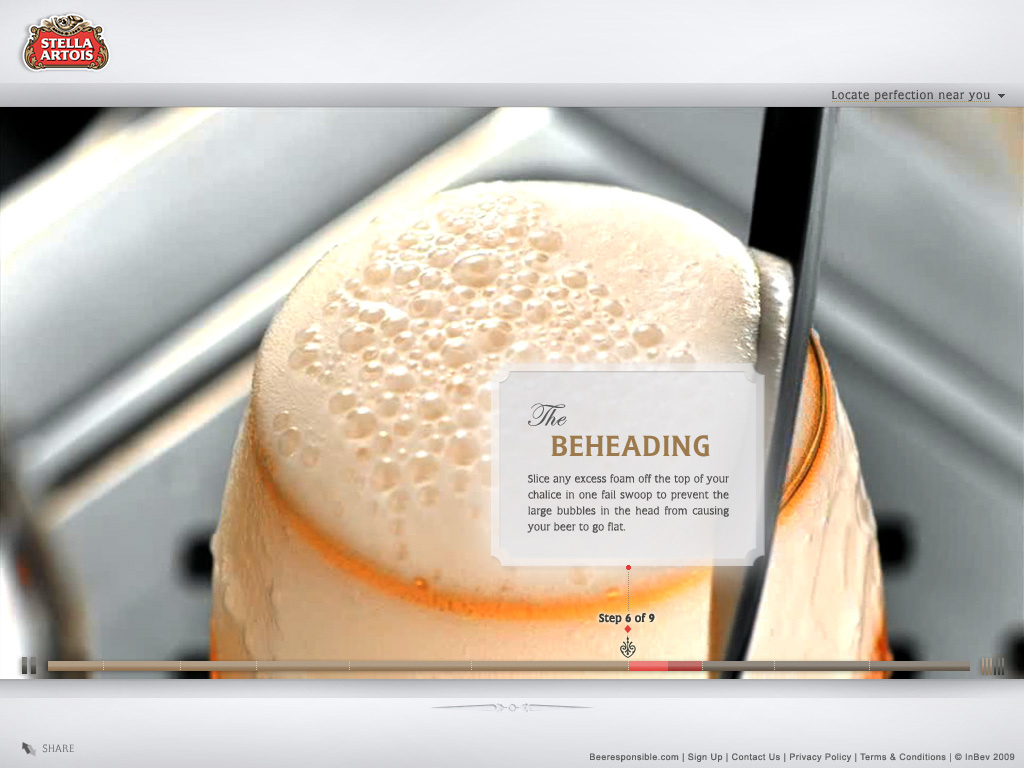 STELLA
ARTOIS
Locate perfection near you
The
BEHEADING
Slice any excess foam off the top of your
chalice in one fail swoop to prevent the
large bubbles in the head from causing
your beer to go flat.
Step 6 of 9
SHARE
Beeresponsible.com | Sign Up | Contact Us | Privacy Policy | Terms & Conditions | © InBev 2009